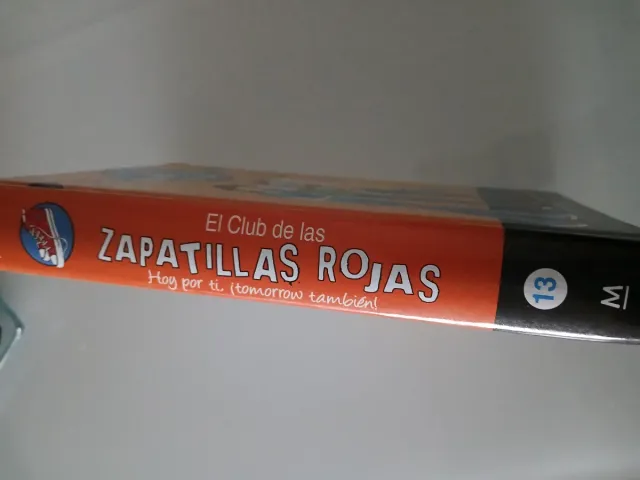 El Club de las
ZAPATILLAS ROJAS
Hoy por ti, ¡tomorrow también!
13
M